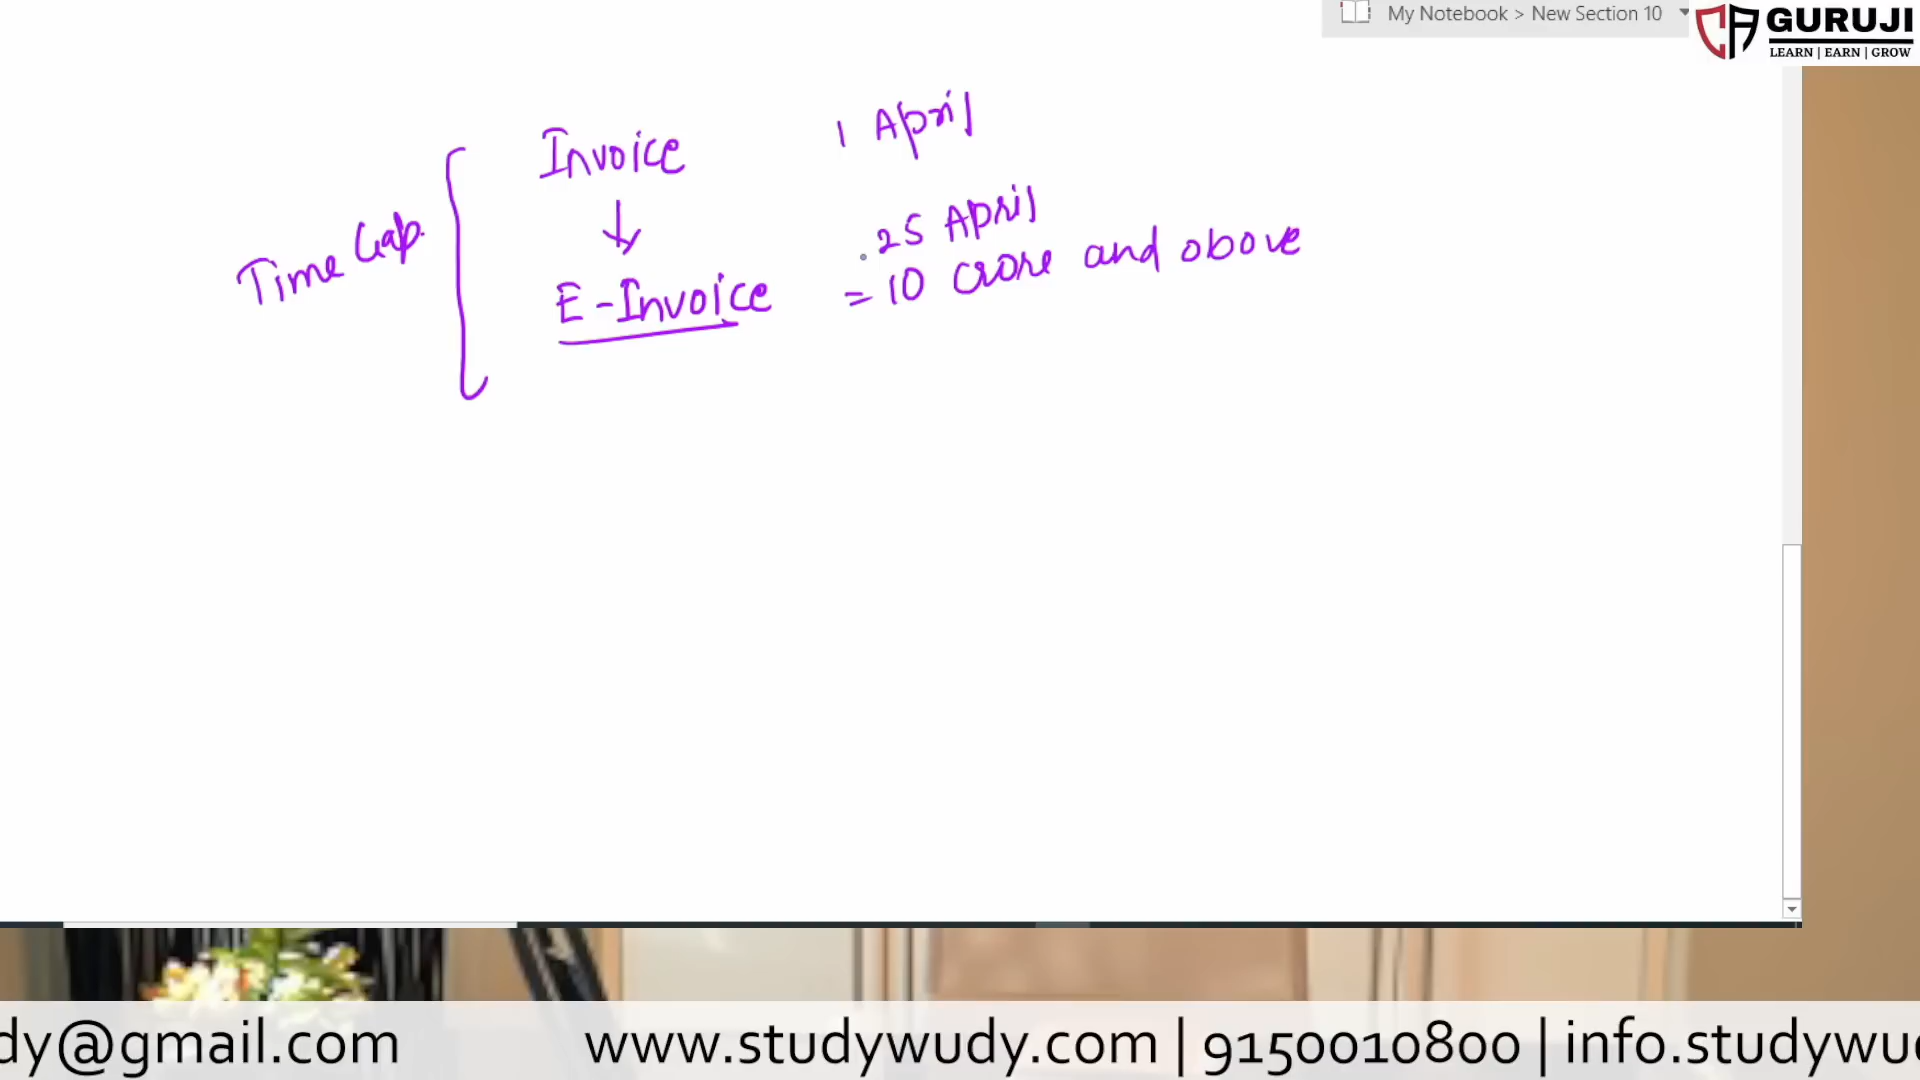 My Notebook > New Section 10
GURUJI
LEARN | EARN | GROW
Invoice 1 April
Time Gap.
25 April
E-Invoice = 10 crore and above
dy@gmail.com www.studywudy.com | 9150010800 | info.studywu